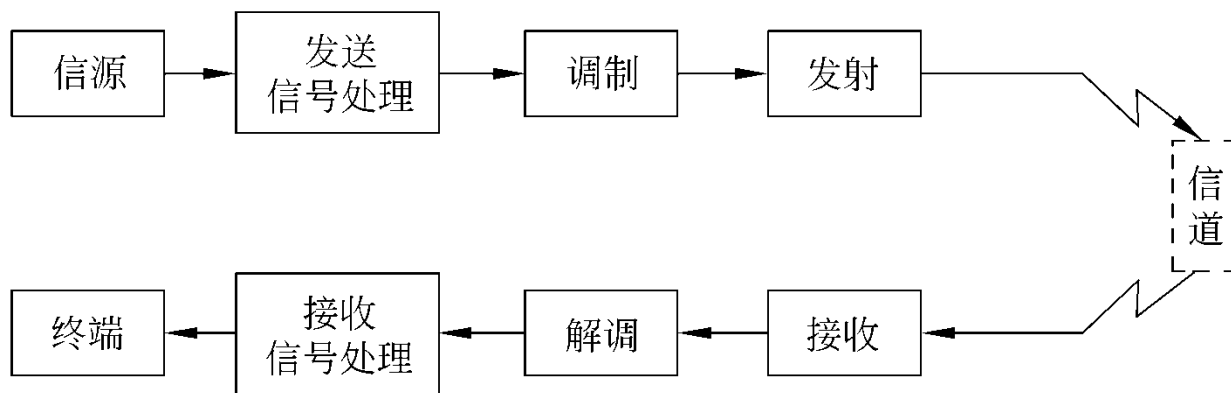 信源
发送
信号处理
调制
发射
信
道
终端
接收
信号处理
解调
接收